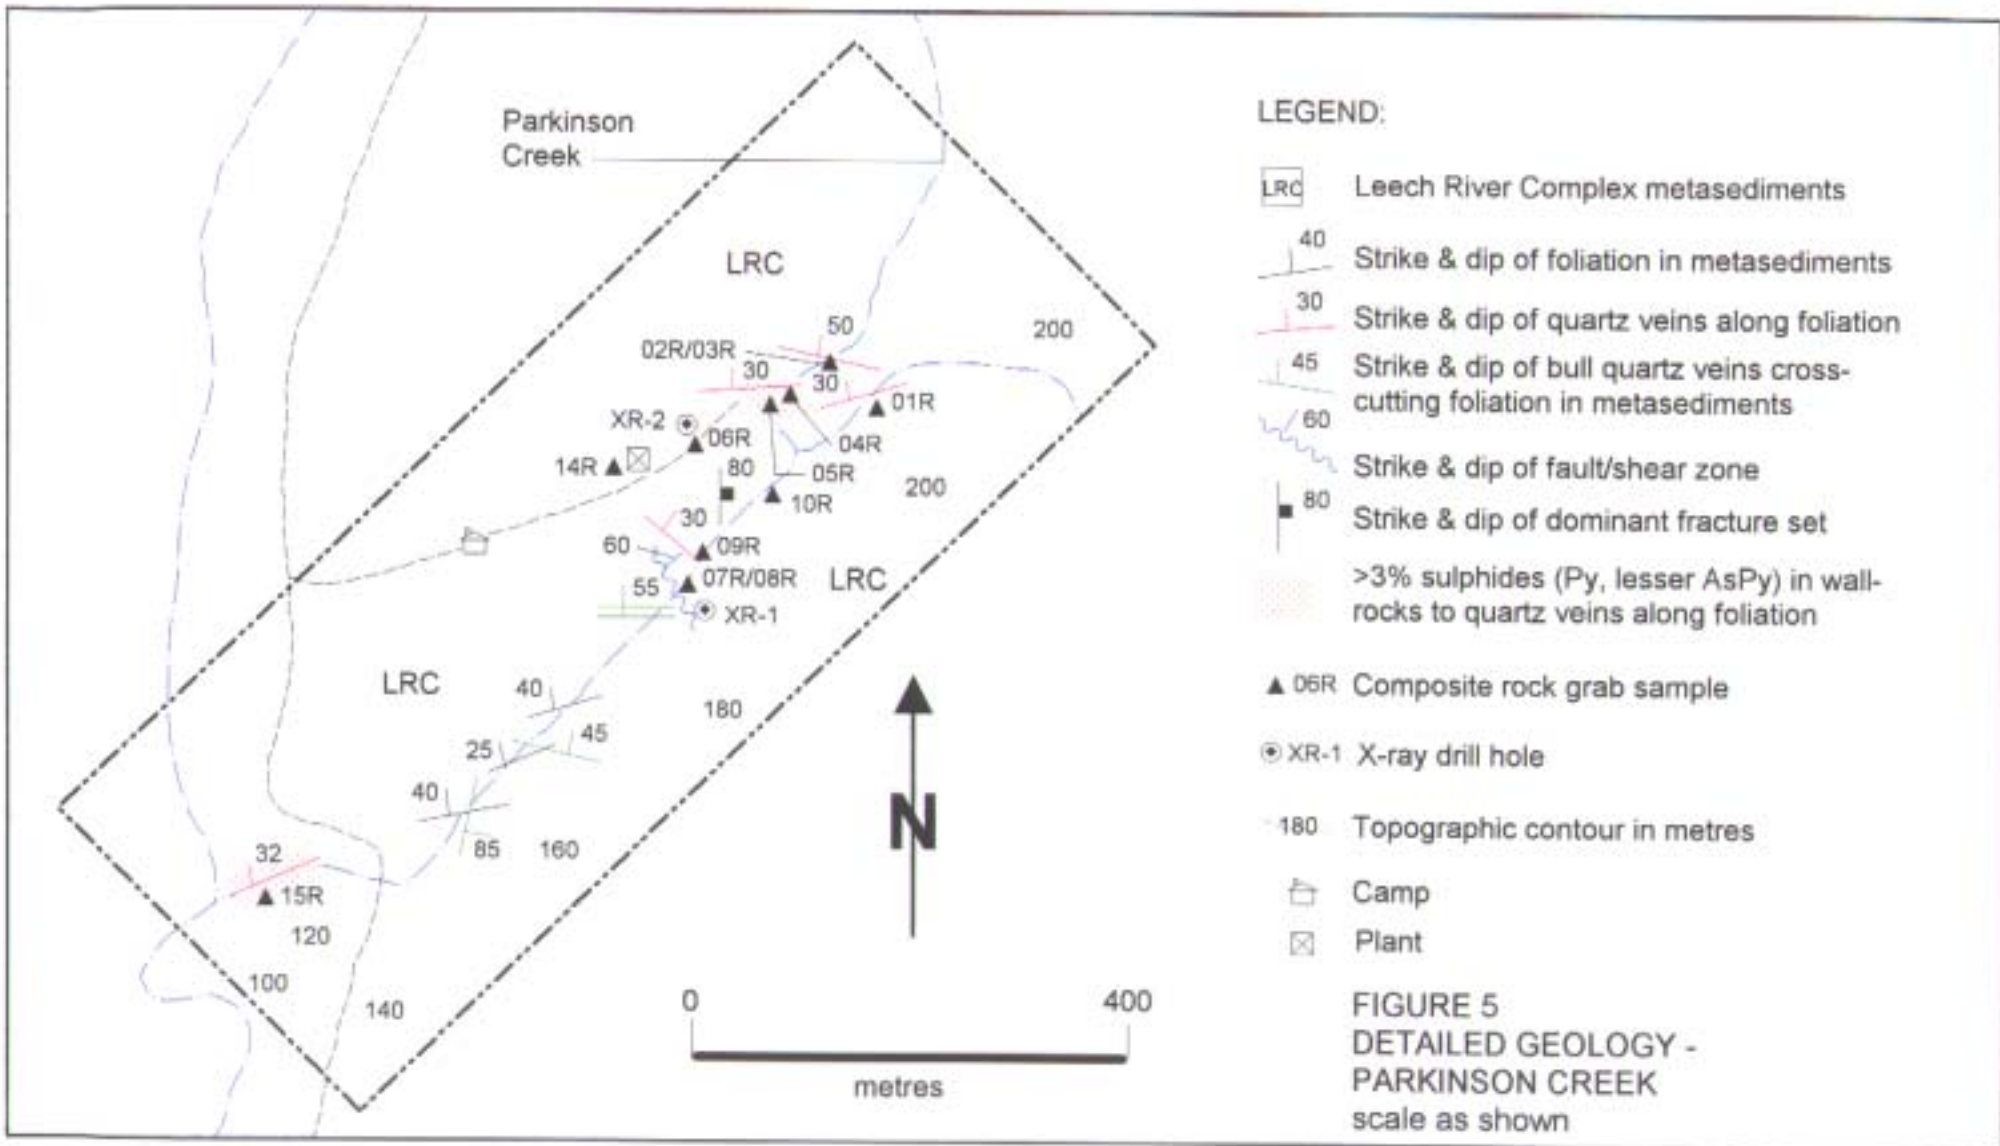 Parkinson
Creek
LRC
50
200
02R/03R
30
30
01R
XR-2
06R
04R
14R
80
05R
200
10R
30
60
09R
07R/08R
LRC
55
XR-1
LRC
40
180
45
25
40
85
160
32
15R
120
100
140
N
0
400
metres
LEGEND:
LRC Leech River Complex metasediments
40 Strike & dip of foliation in metasediments
30 Strike & dip of quartz veins along foliation
45 Strike & dip of bull quartz veins cross-
cutting foliation in metasediments
60 Strike & dip of fault/shear zone
80 Strike & dip of dominant fracture set
>3% sulphides (Py, lesser AsPy) in wall-
rocks to quartz veins along foliation
06R Composite rock grab sample
XR-1 X-ray drill hole
180 Topographic contour in metres
Camp
Plant
FIGURE 5
DETAILED GEOLOGY -
PARKINSON CREEK
scale as shown